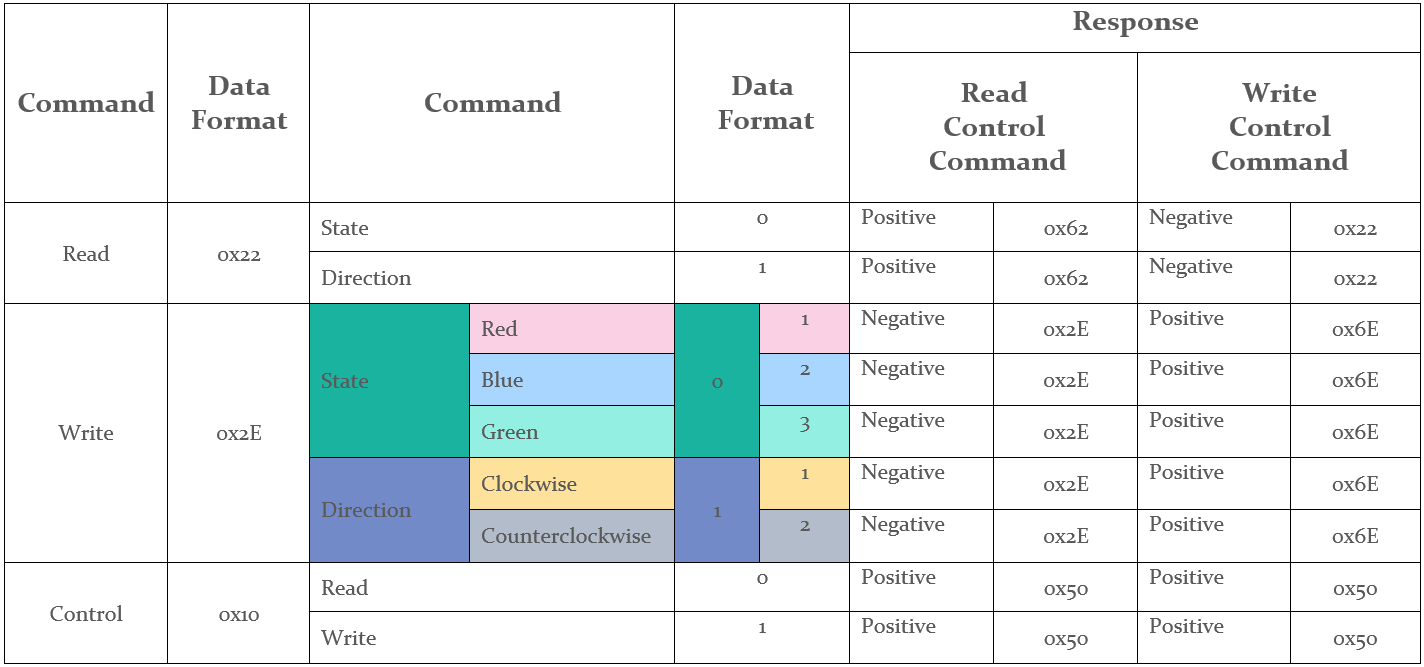 Command
Data
Format
Command
Data
Format
Response
Read
Control
Command
Write
Control
Command
Read
0x22
State
0
Positive
0x62
Negative
0x22
Direction
1
Positive
0x62
Negative
0x22
Write
0x2E
State
Red
0
1
Negative
0x2E
Positive
0x6E
Blue
2
Negative
0x2E
Positive
0x6E
Green
3
Negative
0x2E
Positive
0x6E
Direction
Clockwise
1
1
Negative
0x2E
Positive
0x6E
Counterclockwise
2
Negative
0x2E
Positive
0x6E
Control
0x10
Read
0
Positive
0x50
Positive
0x50
Write
1
Positive
0x50
Positive
0x50